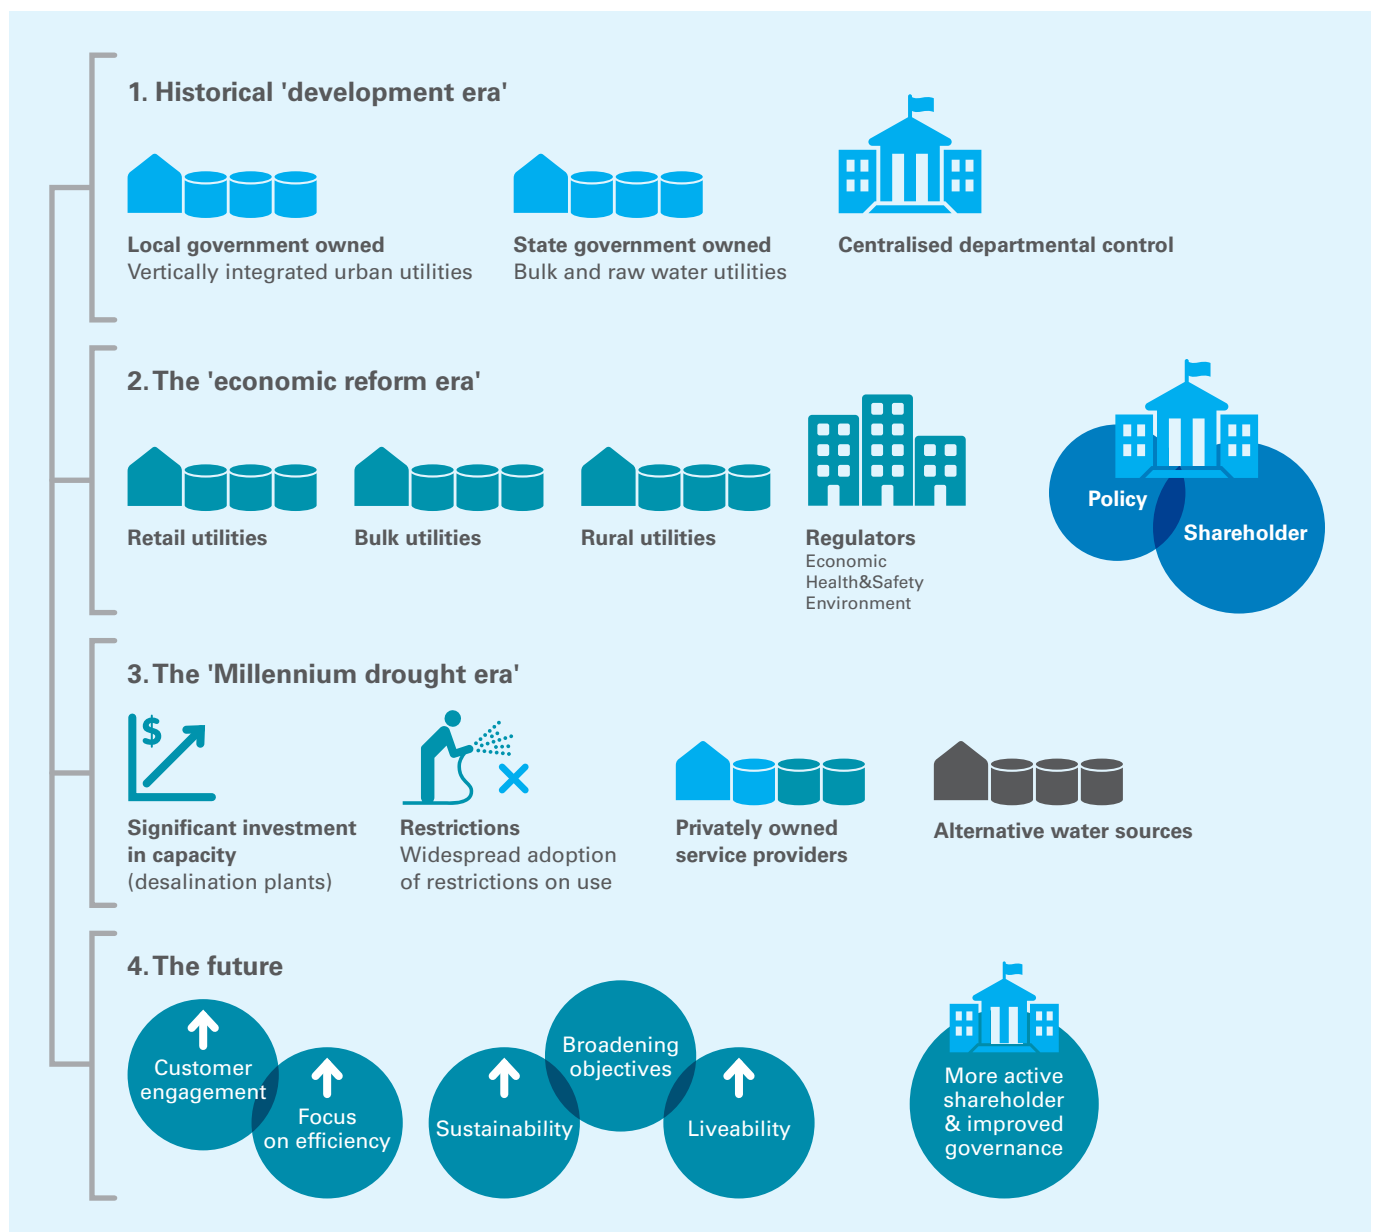 1. Historical 'development era'
Local government owned
Vertically integrated urban utilities
State government owned
Bulk and raw water utilities
Centralised departmental control
2. The 'economic reform era'
Retail utilities
Bulk utilities
Rural utilities
Regulators
Economic
Health&Safety
Environment
Policy
Shareholder
3. The 'Millennium drought era'
$
Significant investment
in capacity
(desalination plants)
Restrictions
Widespread adoption
of restrictions on use
Privately owned
service providers
Alternative water sources
4. The future
Customer
engagement
Focus
on efficiency
Sustainability
Broadening
objectives
Liveability
More active
shareholder
& improved
governance